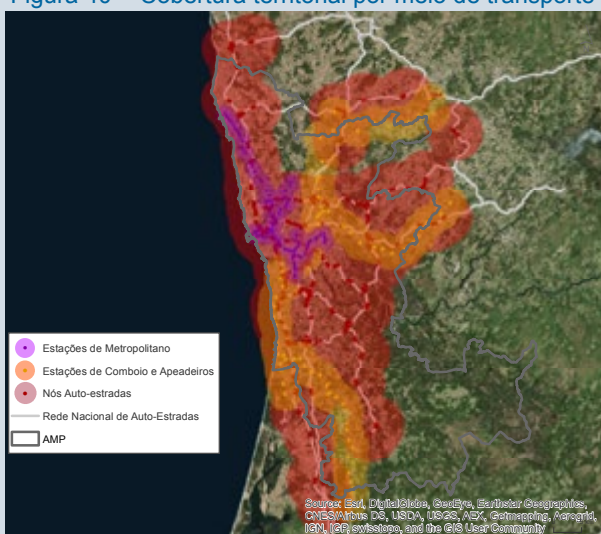 Figura 10 – Cobertura territorial por meio de transporte
Estações de Metropolitano
Estações de Comboio e Apeadeiros
Nós Auto-estradas
Rede Nacional de Auto-Estradas
AMP
Source: Esri, DigitalGlobe, GeoEye, Earthstar Geographics,
CNES/Airbus DS, USDA, USGS, AEX, Getmapping, Aerogrid,
IGN, IGP, swisstopo, and the GIS User Community